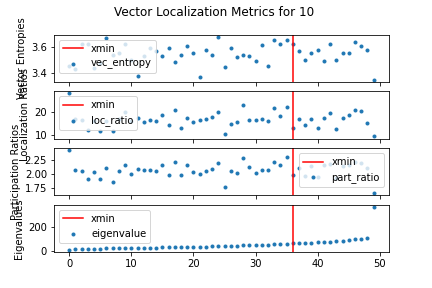 Vector Localization Metrics for 10
Vector Entropies
3.6
3.4
xmin
vec_entropy
Localization Ratios
20
10
xmin
loc_ratio
Participation Ratios
2.25
2.00
1.75
xmin
part_ratio
Eigenvalues
200
0
xmin
eigenvalue
0 10 20 30 40 50